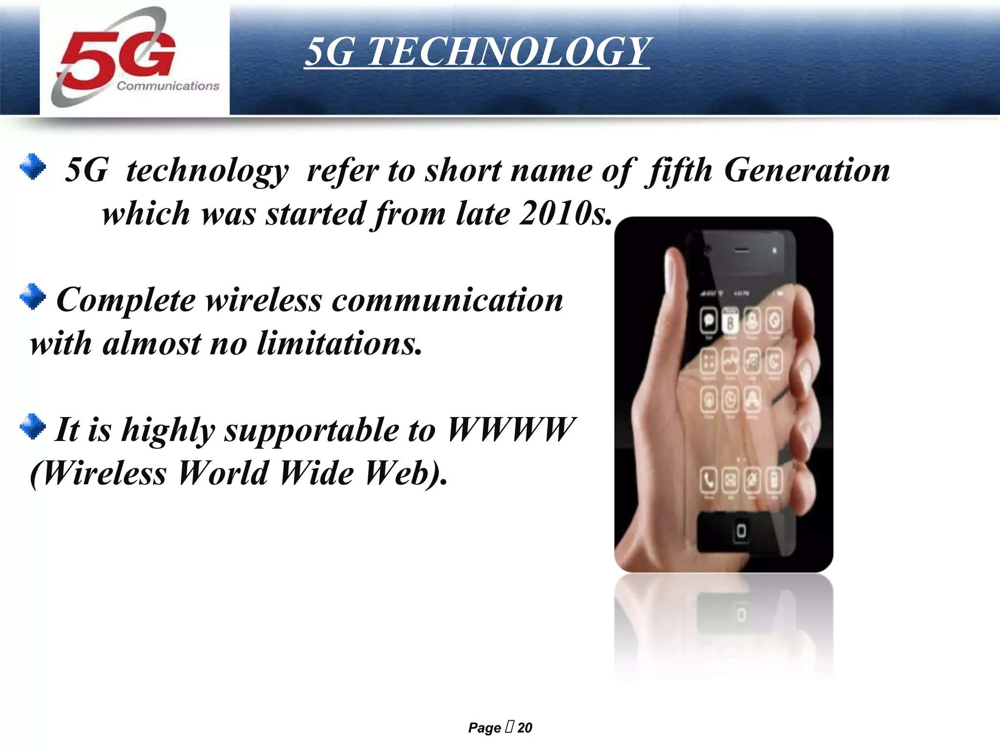 5G
Communications
5G TECHNOLOGY
5G technology refer to short name of fifth Generation
which was started from late 2010s.
Complete wireless communication
with almost no limitations.
It is highly supportable to WWWW
(Wireless World Wide Web).
8
Page 20